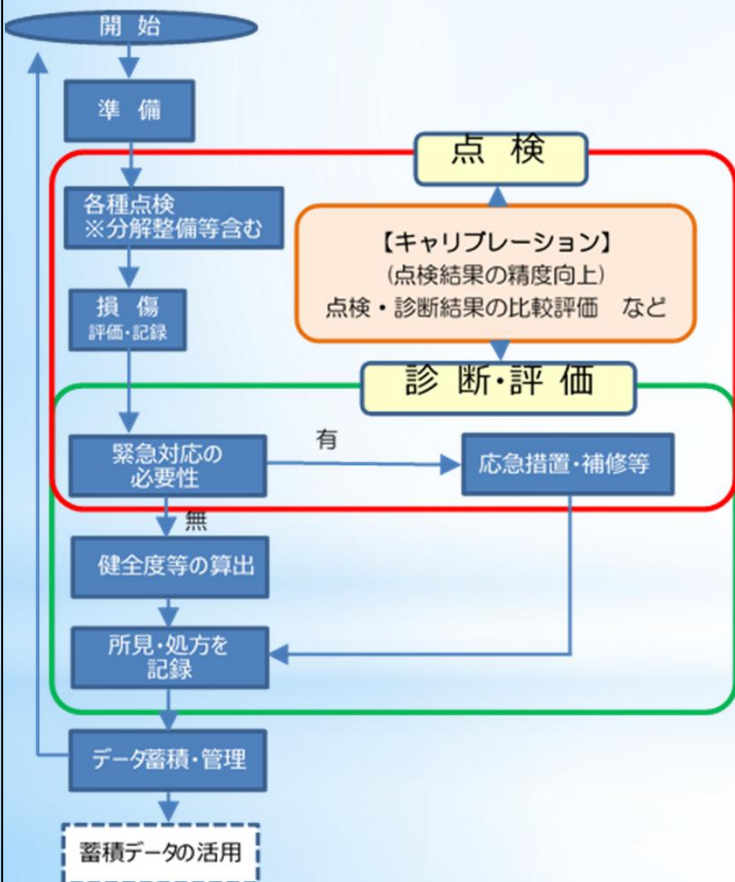 開 始
準 備
点 検
各種点検
※分解整備等含む
【キャリブレーション】
(点検結果の精度向上)
点検・診断結果の比較評価 など
損 傷
評価・記録
診 断・評 価
緊急対応の
必要性
有
応急措置・補修等
無
健全度等の算出
所見・処方を
記録
データ蓄積・管理
蓄積データの活用